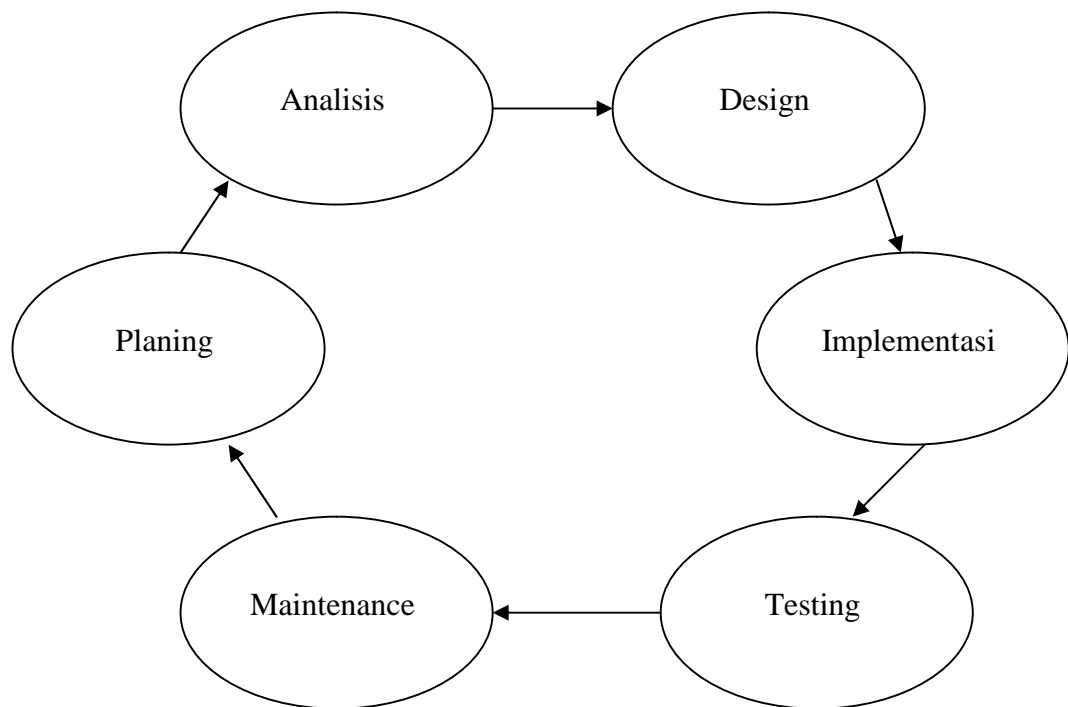 Analisis
Design
Planing
Implementasi
Maintenance
Testing